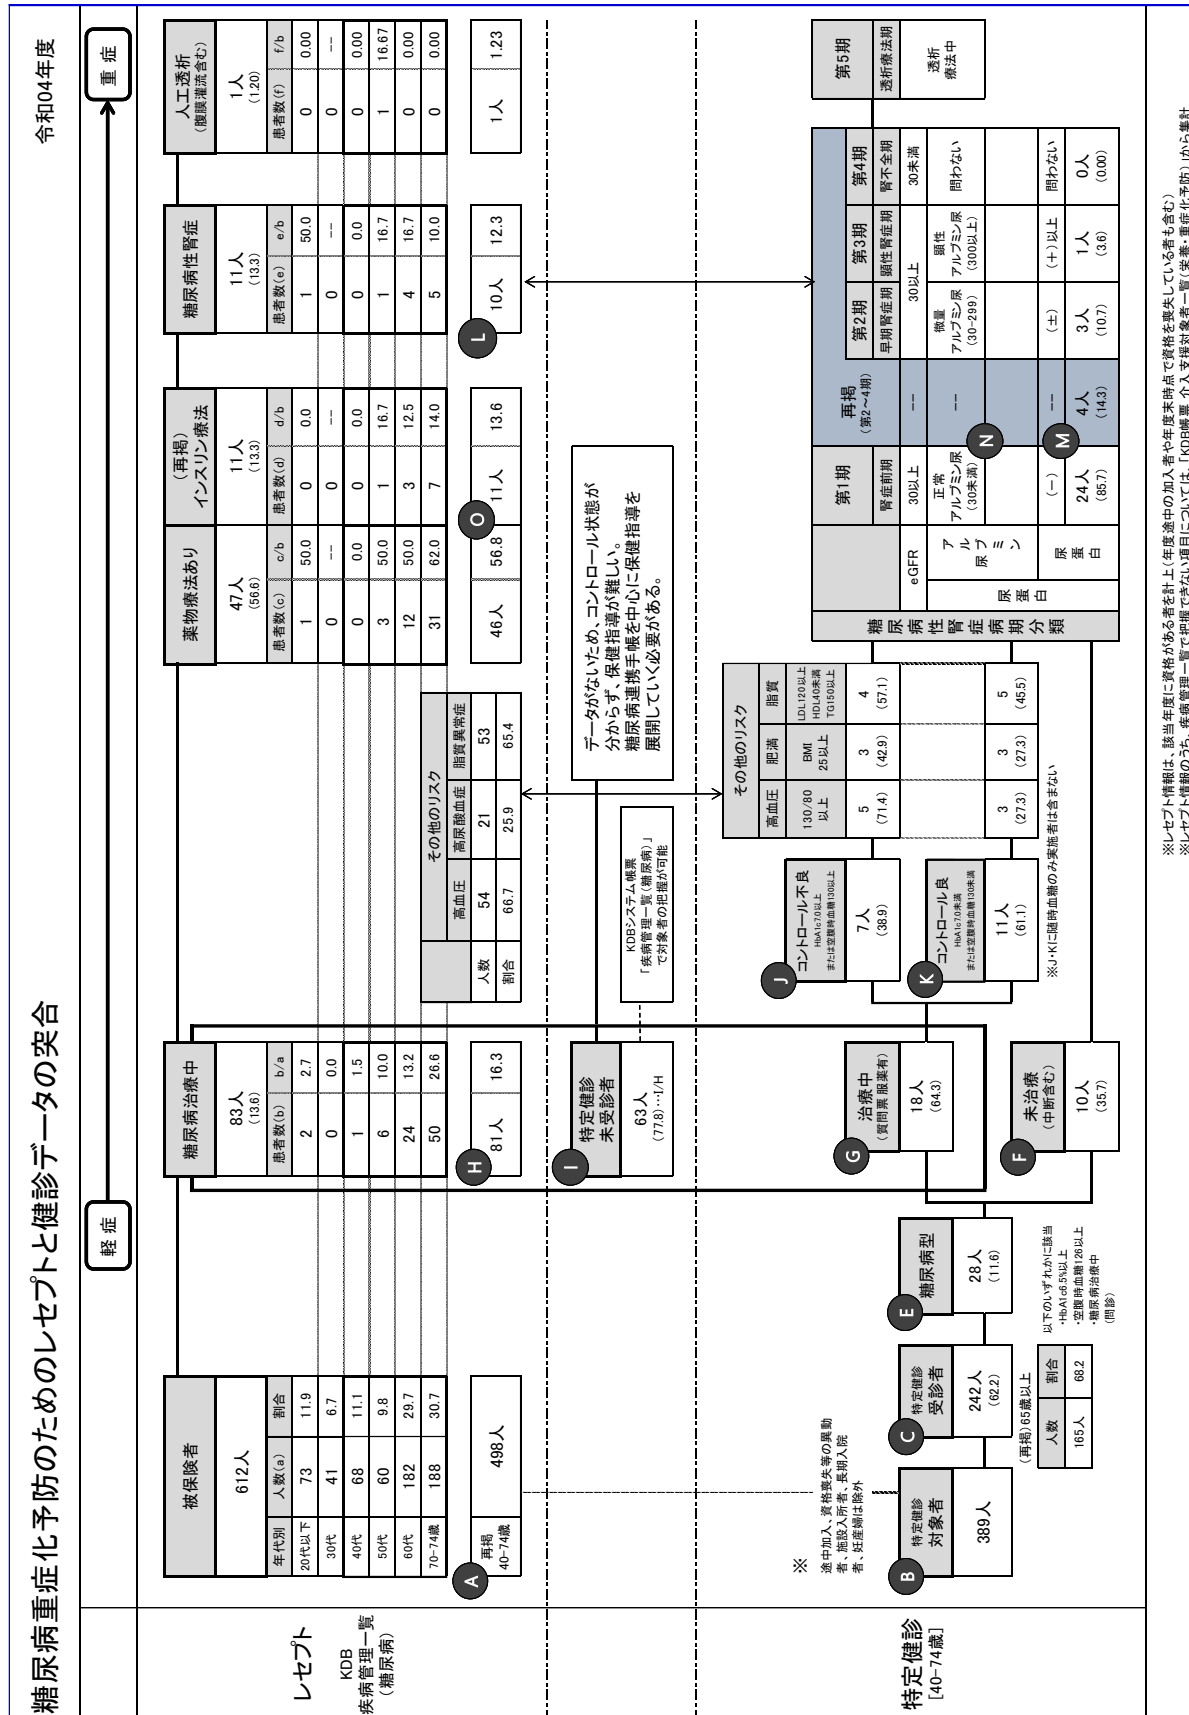 糖尿病重症化予防のためのレセプトと健診データの突合
令和04年度
軽症
重症
レセプト
KDB
疾病管理一覧
（糖尿病）
被保険者
612人
年代別 人数(a) 割合
20代以下 73 11.9
30代 41 6.7
40代 68 11.1
50代 60 9.8
60代 182 29.7
70-74歳 188 30.7
A
再掲
40-74歳
498人
糖尿病治療中
83人
(13.6)
患者数(b) b/a
2 2.7
0 0.0
1 1.5
6 10.0
24 13.2
50 26.6
H
81人 16.3
薬物療法あり
47人
(56.6)
患者数(c) c/b
1 50.0
0 --
0 0.0
3 50.0
12 50.0
31 62.0
46人 56.8
（再掲）
インスリン療法
11人
(13.3)
患者数(d) d/b
0 0.0
0 --
0 0.0
1 16.7
3 12.5
7 14.0
O
11人 13.6
糖尿病性腎症
11人
(13.3)
患者数(e) e/b
1 50.0
0 --
0 0.0
1 16.7
4 16.7
5 10.0
L
10人 12.3
人工透析
（腹膜灌流含む）
1人
(1.20)
患者数(f) f/b
0 0.00
0 --
0 0.00
1 16.67
0 0.00
0 0.00
1人 1.23
その他のリスク
高血圧 高尿酸血症 脂質異常症
人数 54 21 53
割合 66.7 25.9 65.4
I
特定健診
未受診者
63人
(77.8)…I/H
KDBシステム帳票
「疾病管理一覧（糖尿病）」
で対象者の把握が可能
データがないため、コントロール状態が
分からず、保健指導が難しい。
糖尿病連携手帳を中心に保健指導を
展開していく必要がある。
特定健診
[40-74歳]
※
途中加入、資格喪失等の異動
者、施設入所者、長期入院
者、妊産婦は除外
B
特定健診
対象者
389人
C
特定健診
受診者
242人
(62.2)
（再掲）65歳以上
人数 割合
165人 68.2
E
糖尿病型
28人
(11.6)
以下のいずれかに該当
・HbA1c6.5%以上
・空腹時血糖126以上
・糖尿病治療中
（問診）
G
治療中
（質問票 服薬有）
18人
(64.3)
F
未治療
（中断含む）
10人
(35.7)
J
コントロール不良
HbA1c7.0以上
または空腹時血糖130以上
7人
(38.9)
K
コントロール良
HbA1c7.0未満
または空腹時血糖130未満
11人
(61.1)
※J・Kに随時血糖のみ実施者は含まない
その他のリスク
高血圧 肥満 脂質
130/80
以上
BMI
25以上
LDL120以上
HDL40未満
TG150以上
5 3 4
(71.4) (42.9) (57.1)
3 3 5
(27.3) (27.3) (45.5)
糖尿病性腎症病期分類
第1期 再掲
（第2～4期） 第2期 第3期 第4期 第5期
腎症前期 早期腎症期 顕性腎症期 腎不全期 透析療法期
eGFR 30以上 -- 30以上 30未満 透析
療法中
尿蛋白
尿アルブミン
正常
アルブミン尿
(30未満)
--
微量
アルブミン尿
(30-299)
顕性
アルブミン尿
(300以上)
問わない
N
尿蛋白 (－) -- (±) (＋)以上 問わない
M
24人 4人 3人 1人 0人
(85.7) (14.3) (10.7) (3.6) (0.00)
※レセプト情報は、該当年度に資格がある者を計上（年度途中の加入者や年度末時点で資格を喪失している者も含む）
※レセプト情報のうち、疾病管理一覧で把握できない項目については、「KDB帳票 介入支援対象者一覧（栄養・重症化予防）」から集計